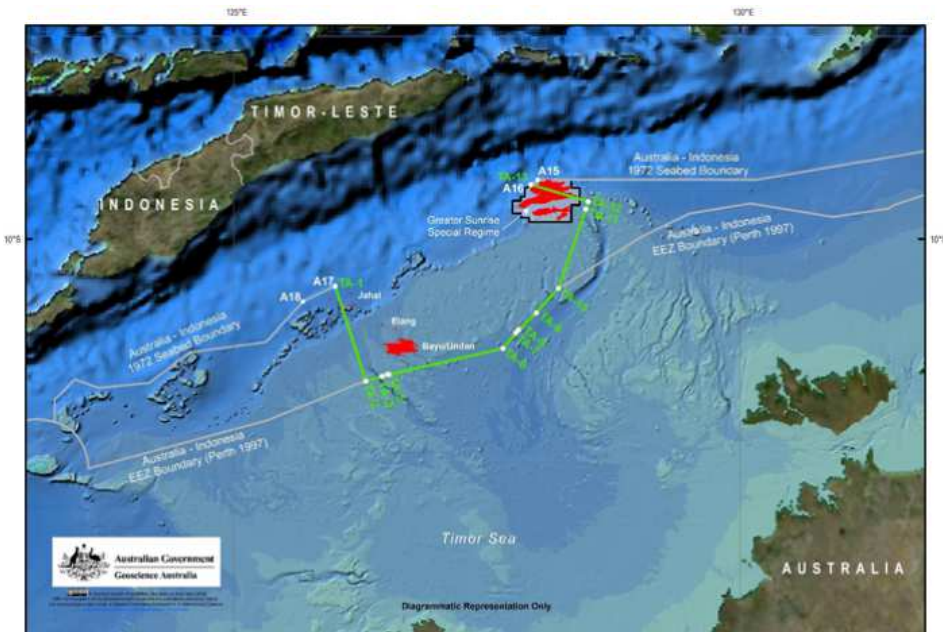 125°E
130°E
TIMOR-LESTE
INDONESIA
Australia - Indonesia
1972 Seabed Boundary
TA-13
A15
A16
Greater Sunrise
Special Regime
Australia - Indonesia
EEZ Boundary (Perth 1997)
10°S
A17
TA-1
A18
Jahal
Elang
Bayu/Undan
Australia - Indonesia
1972 Seabed Boundary
Australia - Indonesia
EEZ Boundary (Perth 1997)
Timor Sea
AUSTRALIA
Australian Government
Geoscience Australia
Diagrammatic Representation Only